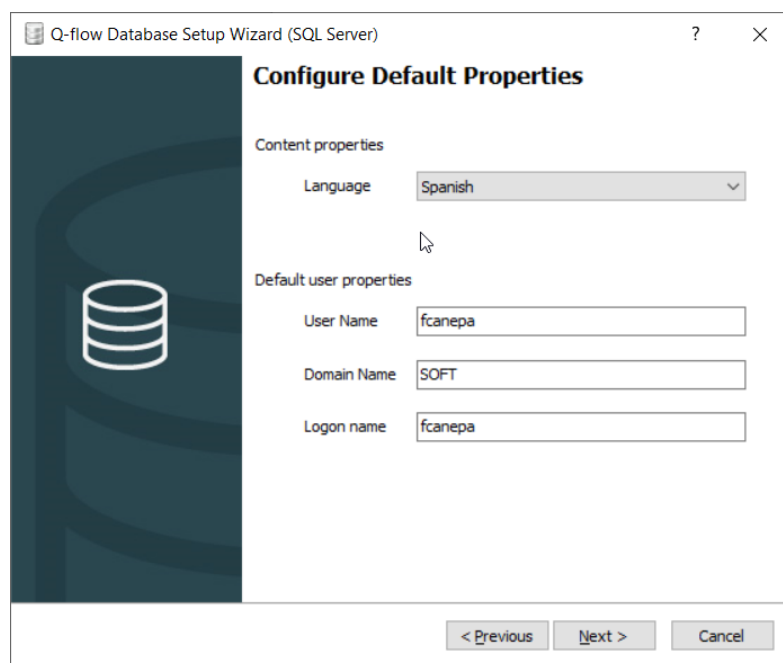 Q-flow Database Setup Wizard (SQL Server) ?
Configure Default Properties
Content properties
Language Spanish
Default user properties
User Name fcanepa
Domain Name SOFT
Logon name fcanepa
< Previous Next > Cancel